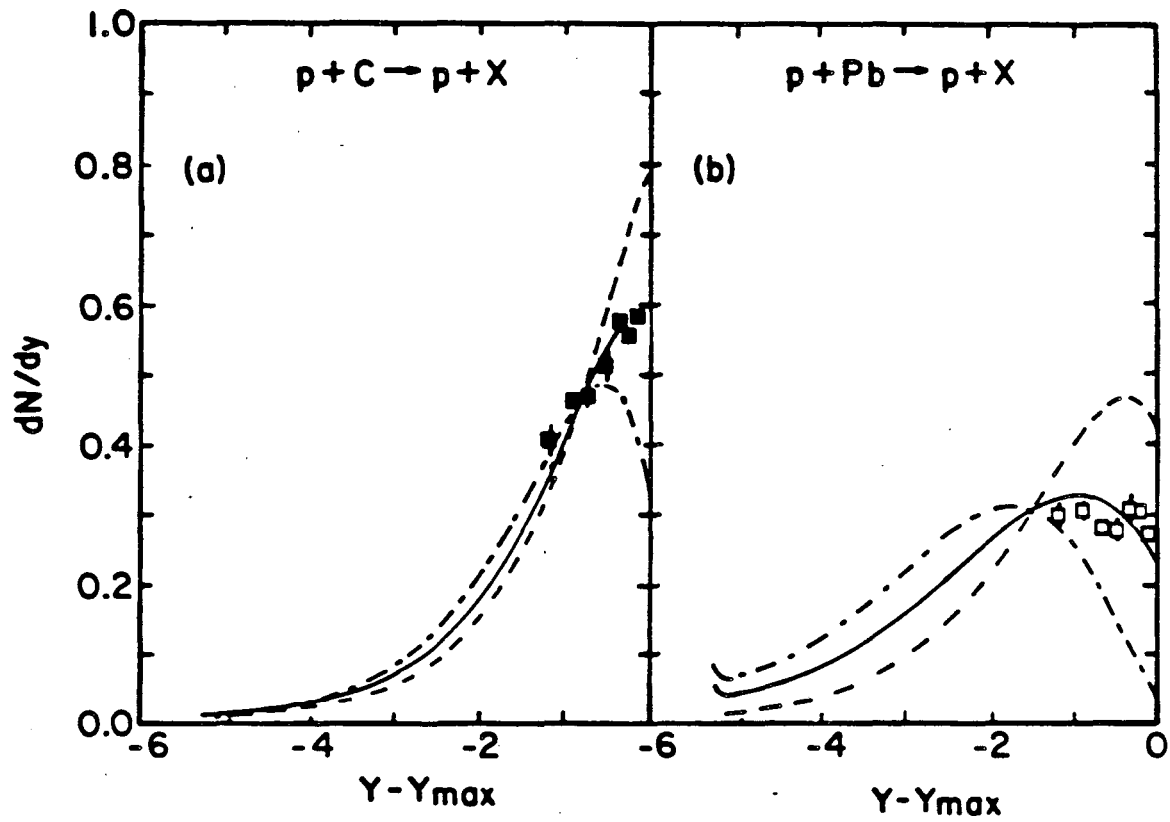 1.0
0.8
0.6
0.4
0.2
0.0
dN/dy
p+C → p+X
(a)
-6 -4 -2
Y-Ymax
p+Pb → p+X
(b)
-6 -4 -2 0
Y-Ymax